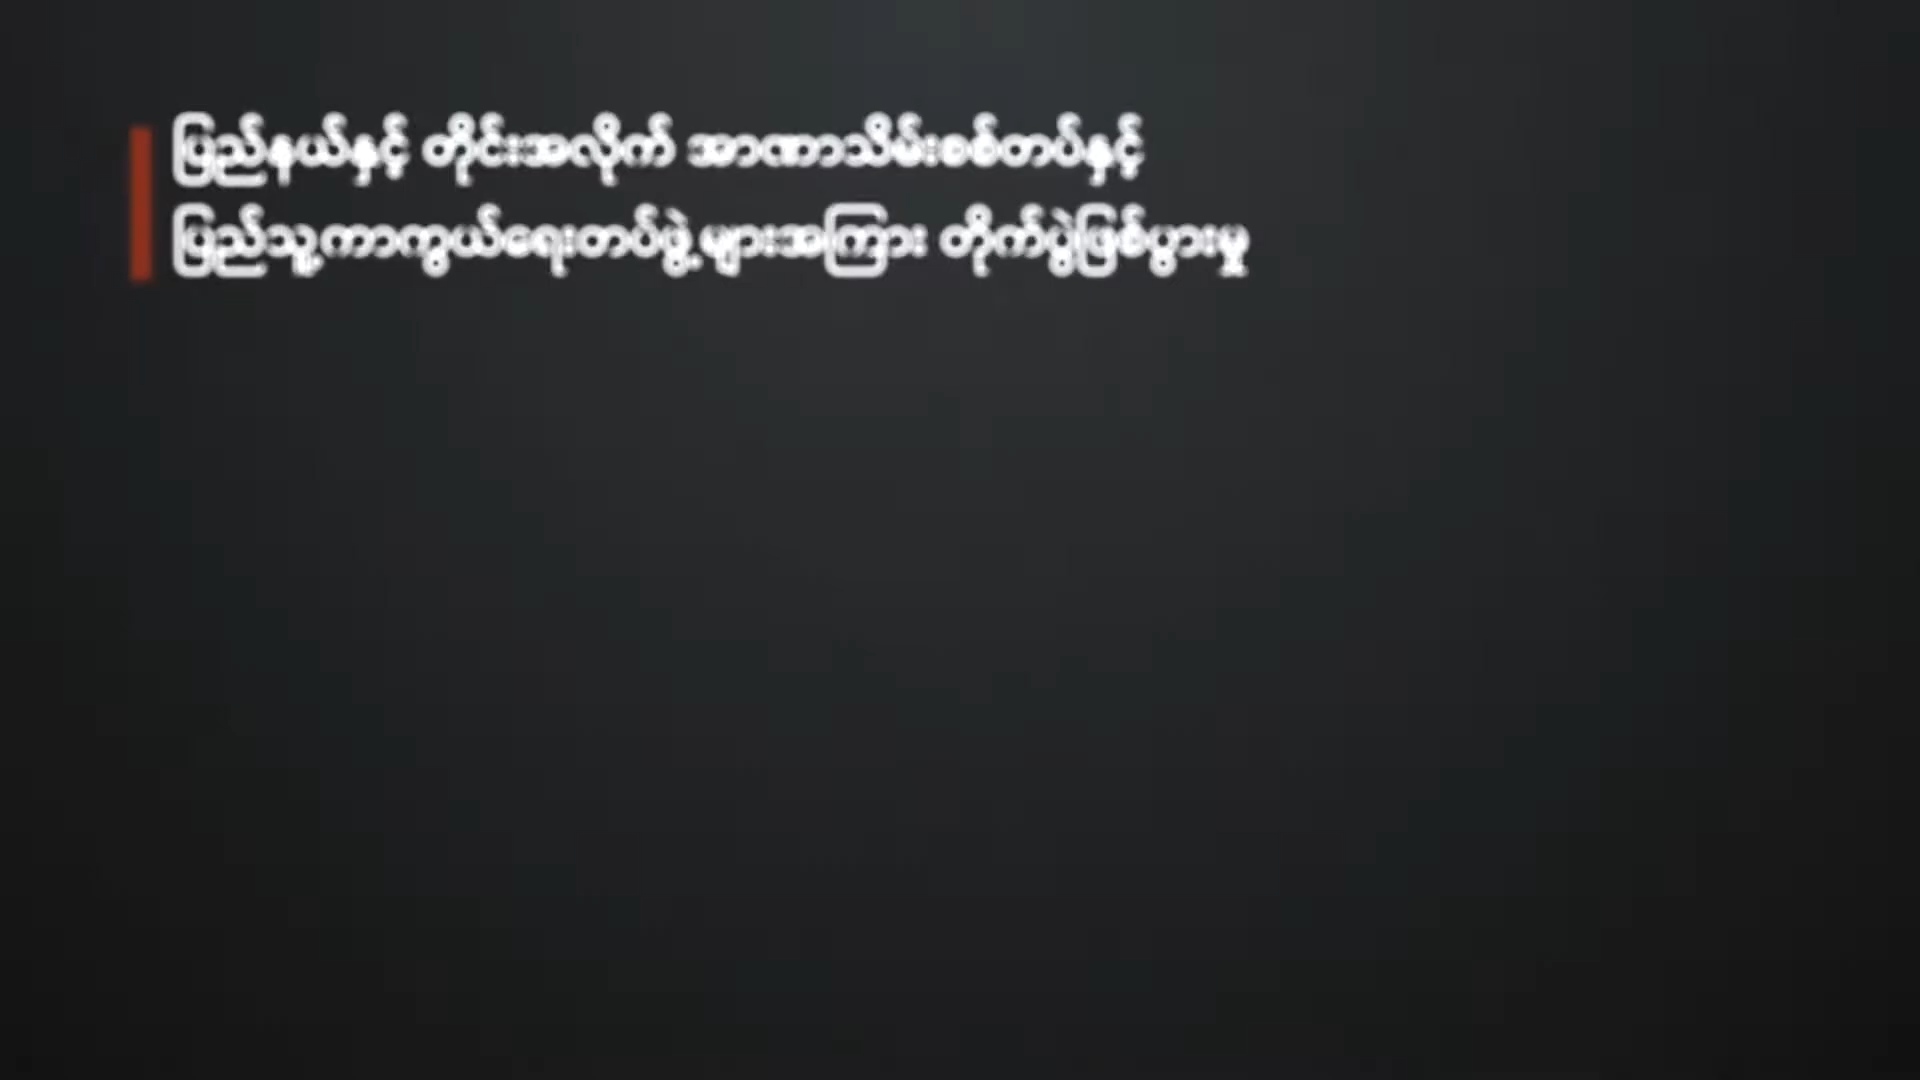 ပြည်နယ်နှင့် တိုင်းအလိုက် အာဏာသိမ်းစစ်တပ်နှင့်
ပြည်သူ့ကာကွယ်ရေးတပ်ဖွဲ့များအကြား တိုက်ပွဲဖြစ်ပွားမှု